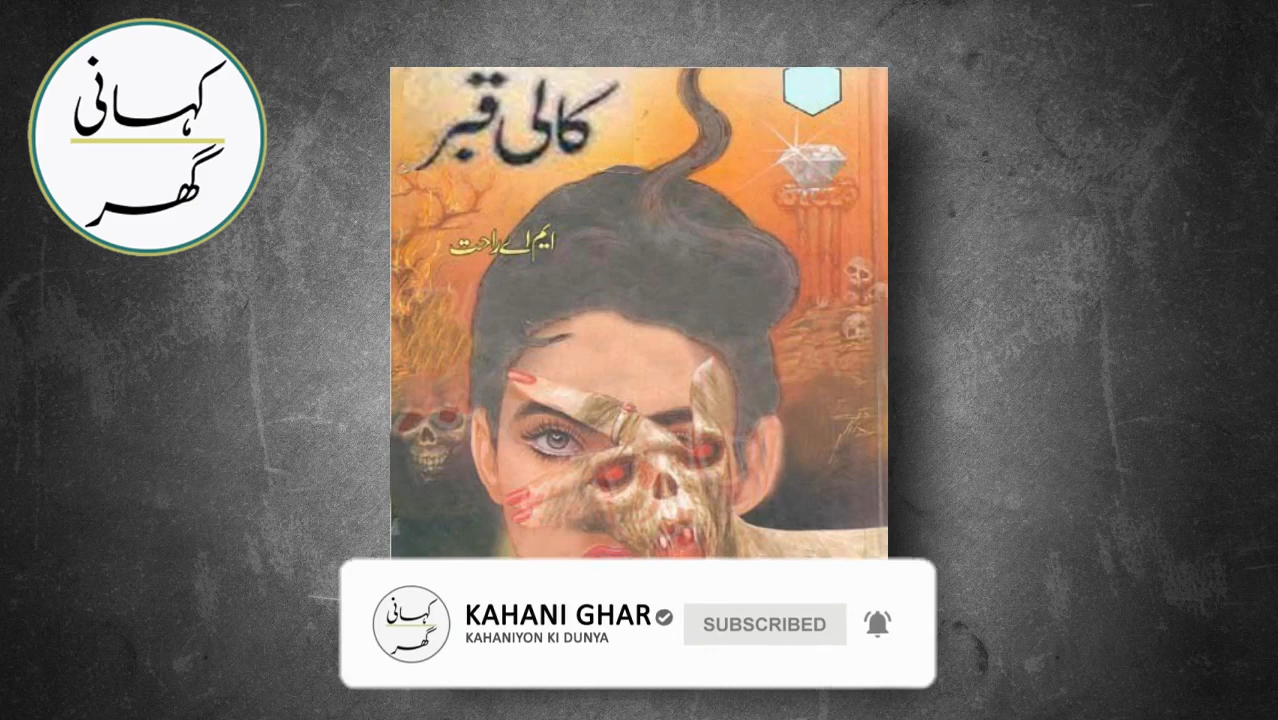 کہانی
گھر
کالی قبر
ایم اے راحت
کہانی
گھر
KAHANI GHAR
KAHANIYON KI DUNYA
SUBSCRIBED